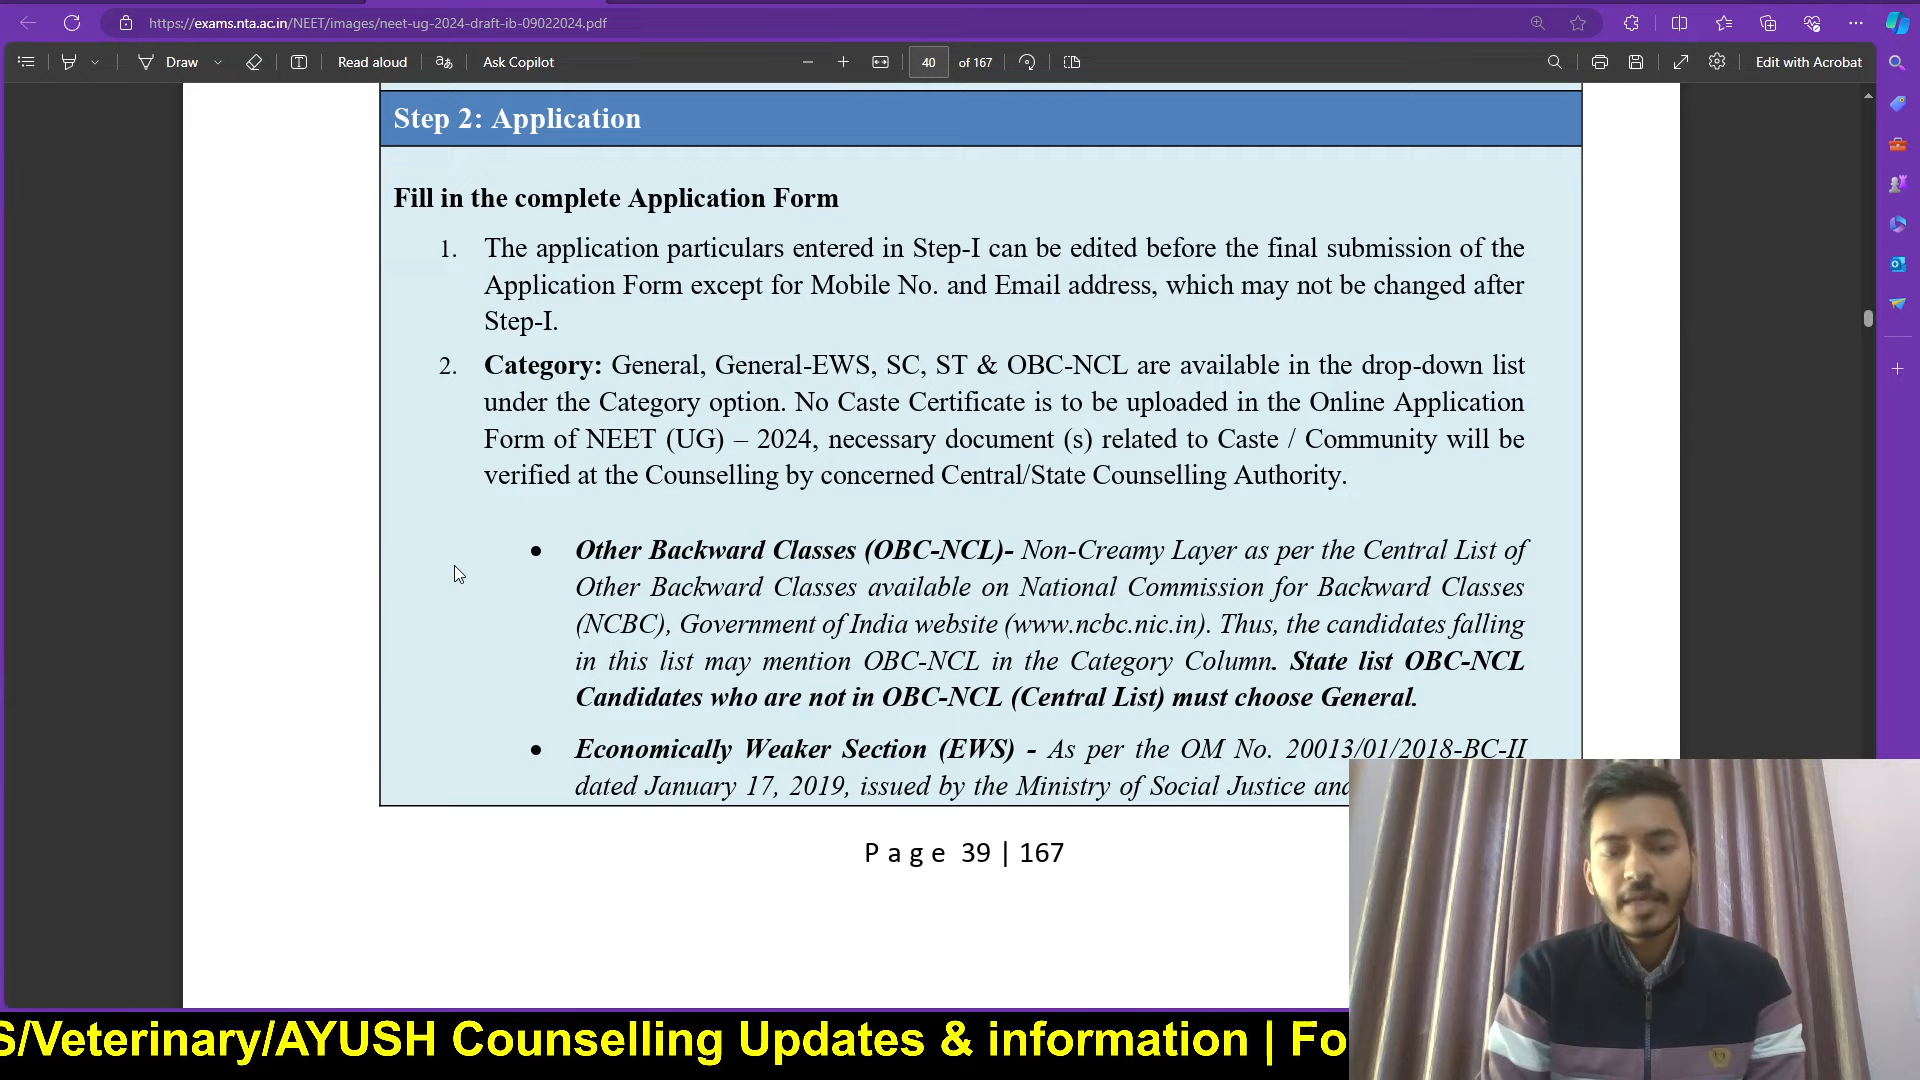 https://exams.nta.ac.in/NEET/images/neet-ug-2024-draft-ib-09022024.pdf
Draw
Read aloud
Ask Copilot
40 of 167
Edit with Acrobat
Step 2: Application
Fill in the complete Application Form
1. The application particulars entered in Step-I can be edited before the final submission of the
Application Form except for Mobile No. and Email address, which may not be changed after
Step-I.
2. Category: General, General-EWS, SC, ST & OBC-NCL are available in the drop-down list
under the Category option. No Caste Certificate is to be uploaded in the Online Application
Form of NEET (UG) – 2024, necessary document (s) related to Caste / Community will be
verified at the Counselling by concerned Central/State Counselling Authority.
• Other Backward Classes (OBC-NCL)- Non-Creamy Layer as per the Central List of
Other Backward Classes available on National Commission for Backward Classes
(NCBC), Government of India website (www.ncbc.nic.in). Thus, the candidates falling
in this list may mention OBC-NCL in the Category Column. State list OBC-NCL
Candidates who are not in OBC-NCL (Central List) must choose General.
• Economically Weaker Section (EWS) - As per the OM No. 20013/01/2018-BC-II
dated January 17, 2019, issued by the Ministry of Social Justice and
Page 39 | 167
S/Veterinary/AYUSH Counselling Updates & information | Fo